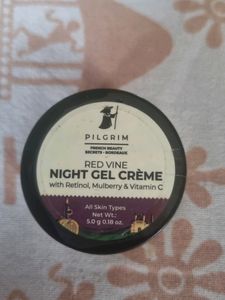 PILGRIM
FRENCH BEAUTY
SECRETS - BORDEAUX
RED VINE
NIGHT GEL CRÈME
with Retinol, Mulberry & Vitamin C
All Skin Types
Net Wt.:
5.0 g 0.18 oz.